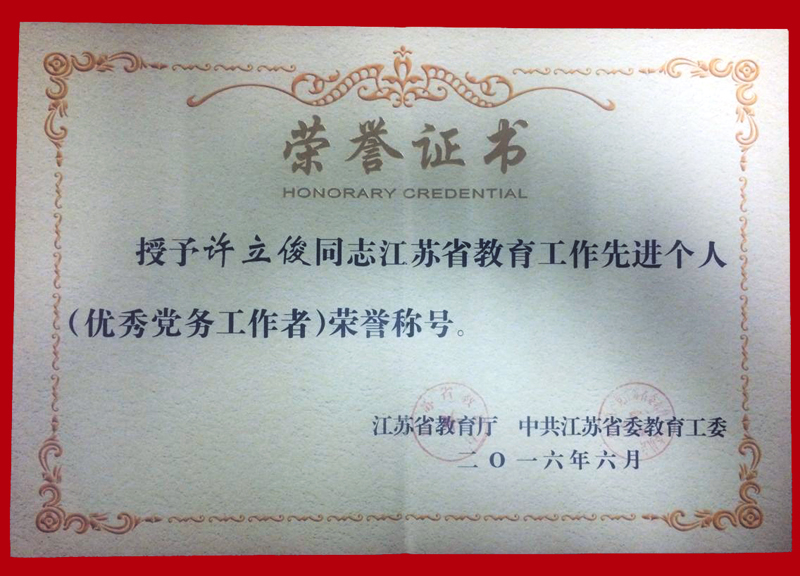 荣誉证书
HONORARY CREDENTIAL
授予许立俊同志江苏省教育工作先进个人
(优秀党务工作者)荣誉称号。
江苏省教育厅 中共江苏省委教育工委
二〇一六年六月